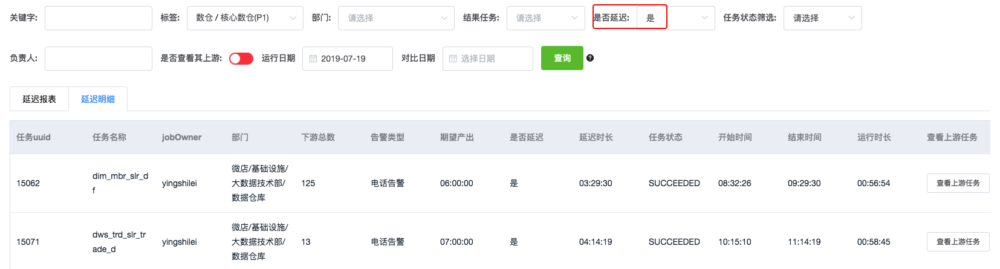 关键字: 标签: 数仓 / 核心数仓(P1) 部门: 请选择 结果任务: 请选择 是否延迟: 是 任务状态筛选: 请选择
负责人: 是否查看其上游: 运行日期 2019-07-19 对比日期 选择日期 查询 ?
延迟报表 延迟明细
任务uuid 任务名称 jobOwner 部门 下游总数 告警类型 期望产出 是否延迟 延迟时长 任务状态 开始时间 结束时间 运行时长 查看上游任务
15062 dim_mbr_slr_d
f yingshilei 微店/基础设施/
大数据技术部/
数据仓库 125 电话告警 06:00:00 是 03:29:30 SUCCEEDED 08:32:26 09:29:30 00:56:54 查看上游任务
15071 dws_trd_slr_tr
ade_d yingshilei 微店/基础设施/
大数据技术部/
数据仓库 13 电话告警 07:00:00 是 04:14:19 SUCCEEDED 10:15:10 11:14:19 00:58:45 查看上游任务